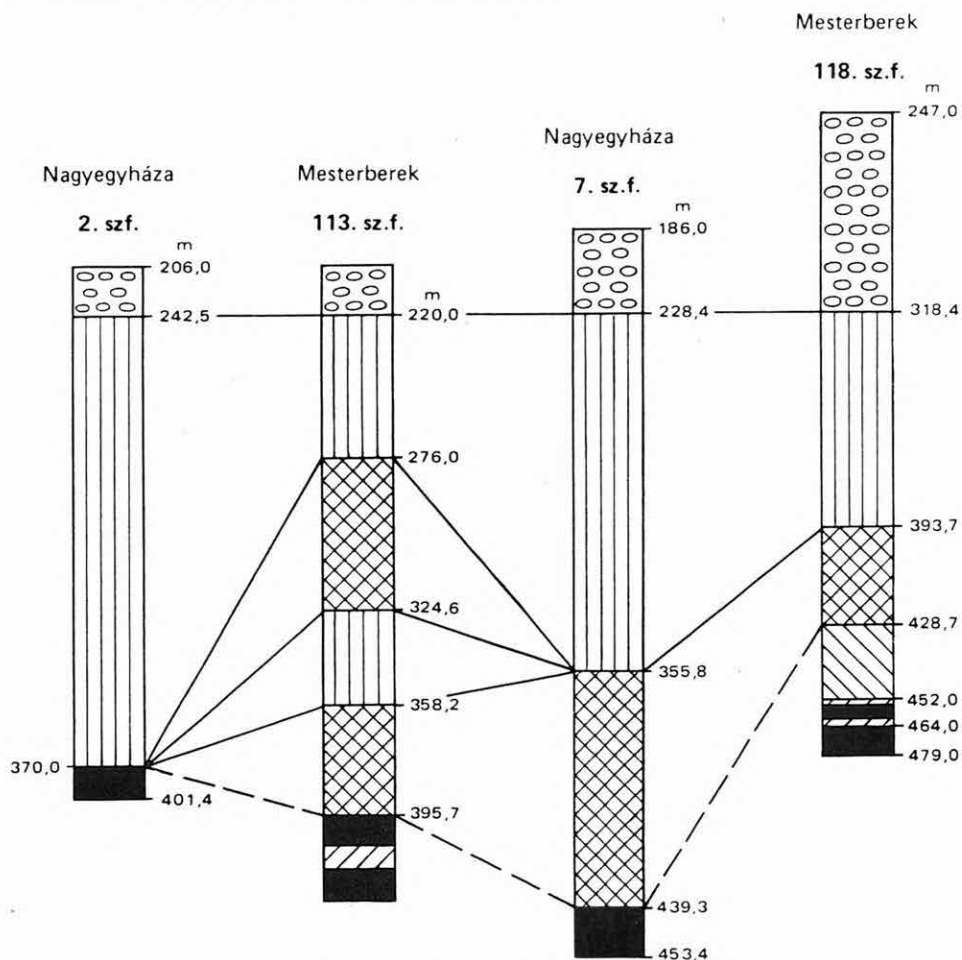 Nagyegyháza
2. szf.
m
206,0
242,5
370,0
401,4
Mesterberek
113. sz.f.
m
220,0
276,0
324,6
358,2
395,7
Nagyegyháza
7. sz.f.
m
186,0
228,4
355,8
439,3
453,4
Mesterberek
118. sz.f.
m
247,0
318,4
393,7
428,7
452,0
464,0
479,0